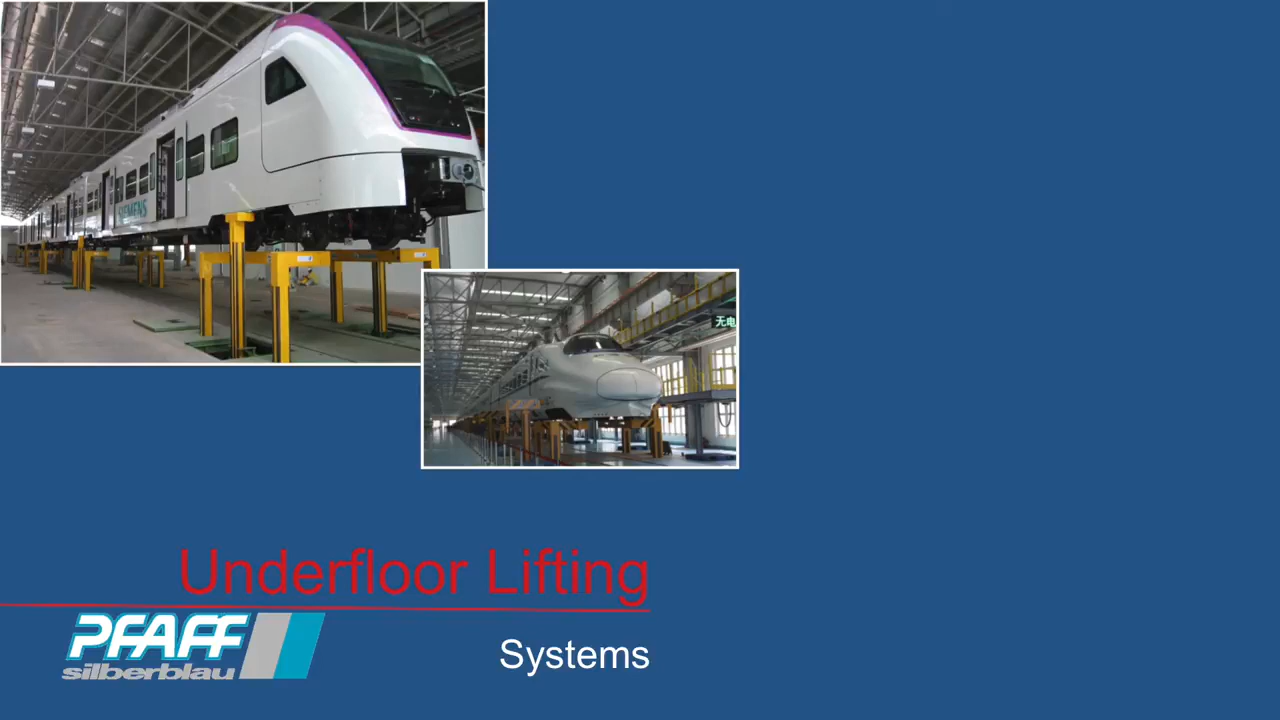 SIEMENS
无电
Underfloor Lifting
PFAFF
silberblau
Systems